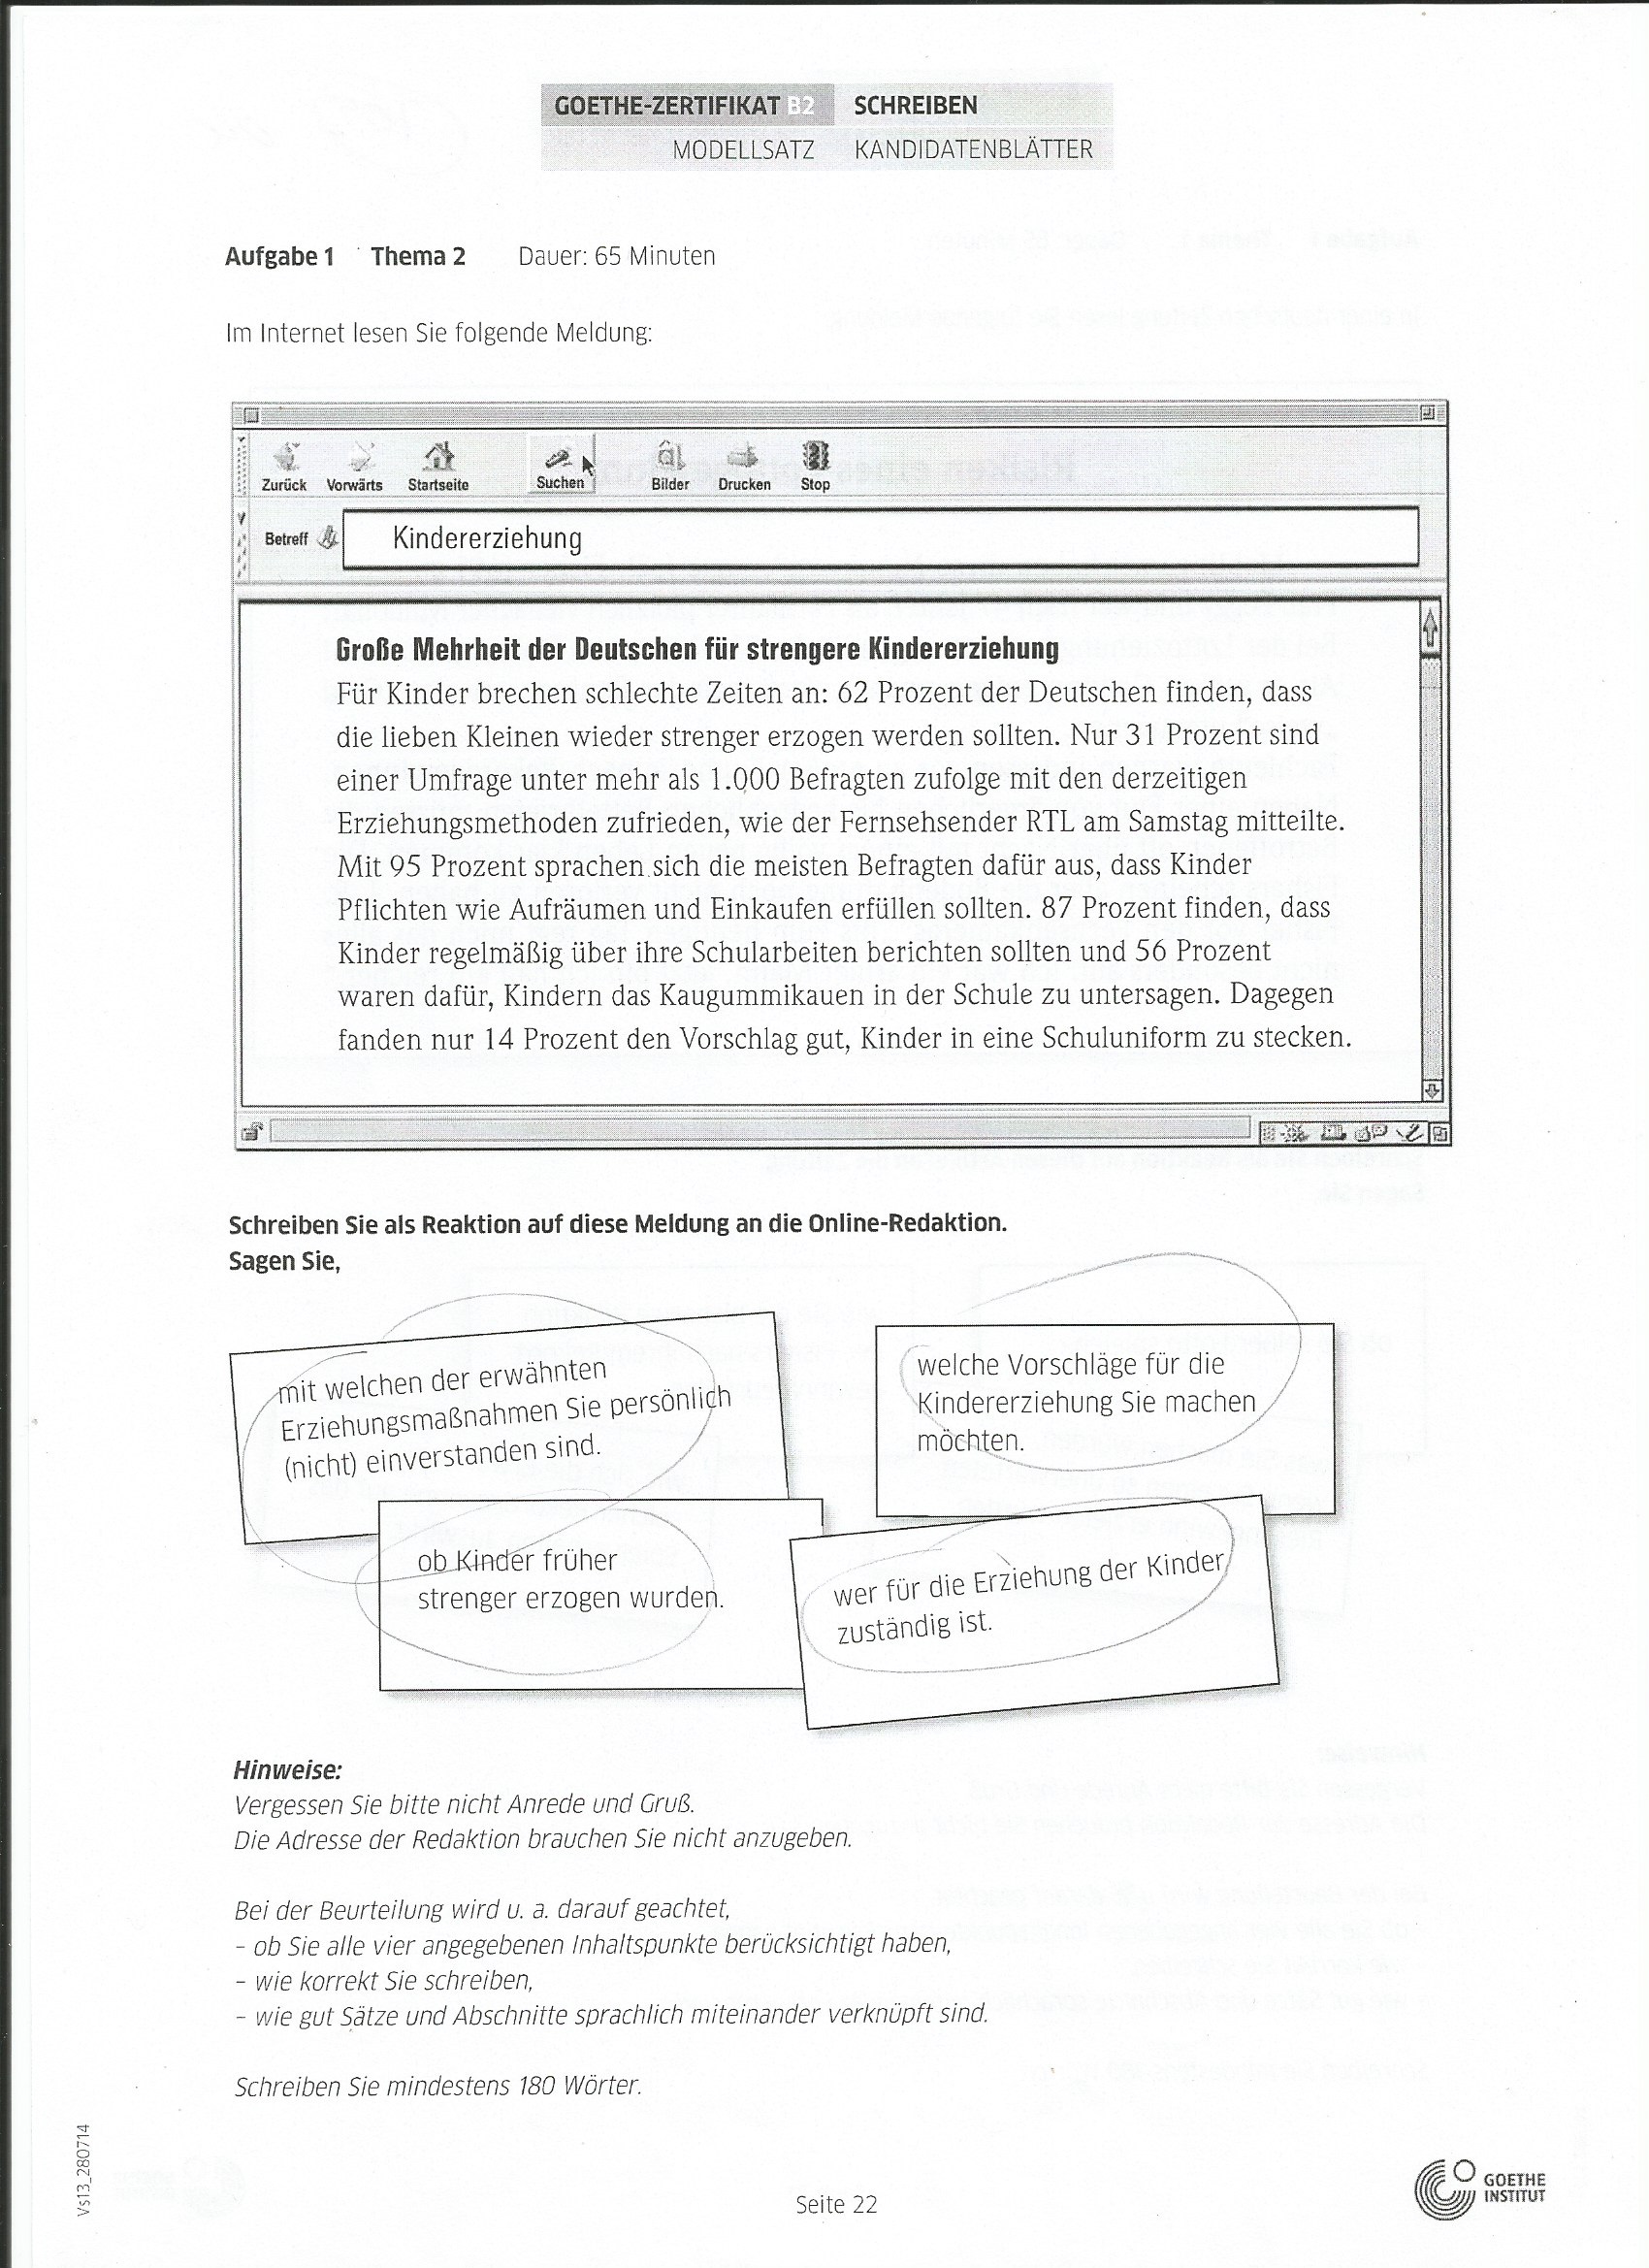 GOETHE-ZERTIFIKAT B2 SCHREIBEN
MODELLSATZ KANDIDATENBLÄTTER
Aufgabe 1 Thema 2 Dauer: 65 Minuten
Im Internet lesen Sie folgende Meldung:
Zurück Vorwärts Startseite Suchen Bilder Drucken Stop
Betreff Kindererziehung
Große Mehrheit der Deutschen für strengere Kindererziehung
Für Kinder brechen schlechte Zeiten an: 62 Prozent der Deutschen finden, dass
die lieben Kleinen wieder strenger erzogen werden sollten. Nur 31 Prozent sind
einer Umfrage unter mehr als 1.000 Befragten zufolge mit den derzeitigen
Erziehungsmethoden zufrieden, wie der Fernsehsender RTL am Samstag mitteilte.
Mit 95 Prozent sprachen sich die meisten Befragten dafür aus, dass Kinder
Pflichten wie Aufräumen und Einkaufen erfüllen sollten. 87 Prozent finden, dass
Kinder regelmäßig über ihre Schularbeiten berichten sollten und 56 Prozent
waren dafür, Kindern das Kaugummikauen in der Schule zu untersagen. Dagegen
fanden nur 14 Prozent den Vorschlag gut, Kinder in eine Schuluniform zu stecken.
Schreiben Sie als Reaktion auf diese Meldung an die Online-Redaktion.
Sagen Sie,
mit welchen der erwähnten
Erziehungsmaßnahmen Sie persönlich
(nicht) einverstanden sind.
welche Vorschläge für die
Kindererziehung Sie machen
möchten.
ob Kinder früher
strenger erzogen wurden.
wer für die Erziehung der Kinder
zuständig ist.
Hinweise:
Vergessen Sie bitte nicht Anrede und Gruß.
Die Adresse der Redaktion brauchen Sie nicht anzugeben.
Bei der Beurteilung wird u. a. darauf geachtet,
- ob Sie alle vier angegebenen Inhaltspunkte berücksichtigt haben,
- wie korrekt Sie schreiben,
- wie gut Sätze und Abschnitte sprachlich miteinander verknüpft sind.
Schreiben Sie mindestens 180 Wörter.
Vs13_280714
Seite 22
GOETHE
INSTITUT